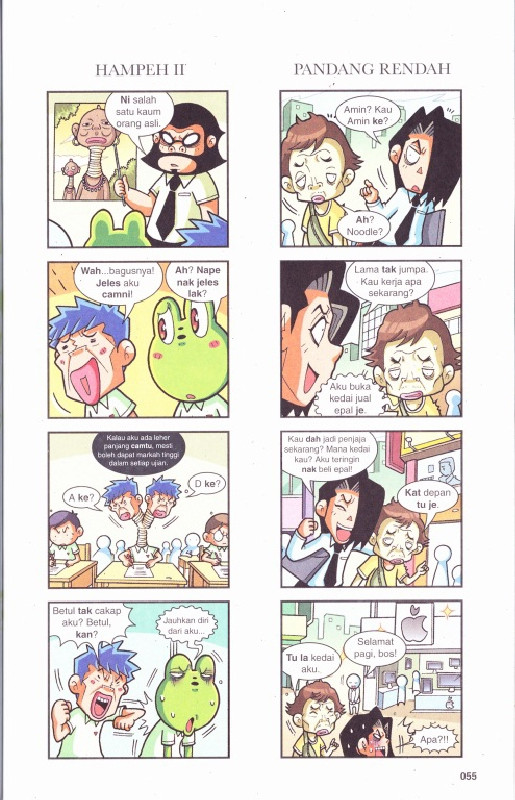 HAMPEH II
Ni salah
satu kaum
orang asli.
Wah...bagusnya!
Jeles aku
camni!
Ah? Nape
nak jeles
lak?
Kalau aku ada leher
panjang camtu, mesti
boleh dapat markah tinggi
dalam setiap ujian.
A ke?
D ke?
Betul tak cakap
aku? Betul,
kan?
Jauhkan diri
dari aku...
PANDANG RENDAH
Amin? Kau
Amin ke?
Ah?
Noodle?
Lama tak jumpa.
Kau kerja apa
sekarang?
Aku buka
kedai jual
epal je.
Kau dah jadi penjaja
sekarang? Mana kedai
kau? Aku teringin
nak beli epal!
Kat depan
tu je.
Selamat
pagi, bos!
Tu la kedai
aku.
Apa?!!
055